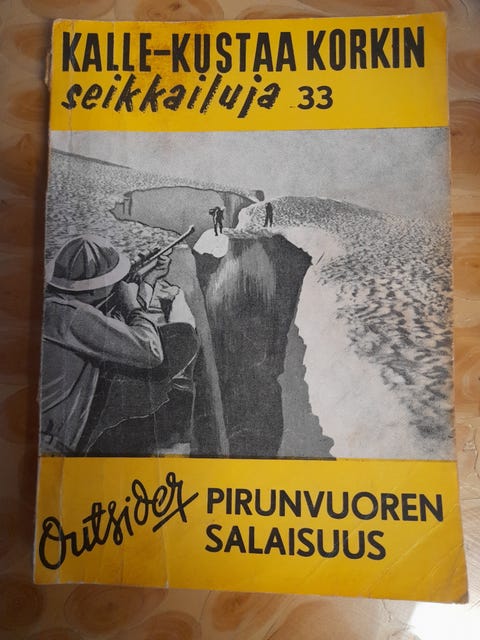 KALLE-KUSTAA KORKIN
seikkailuja 33
Outsider
PIRUNVUOREN
SALAISUUS